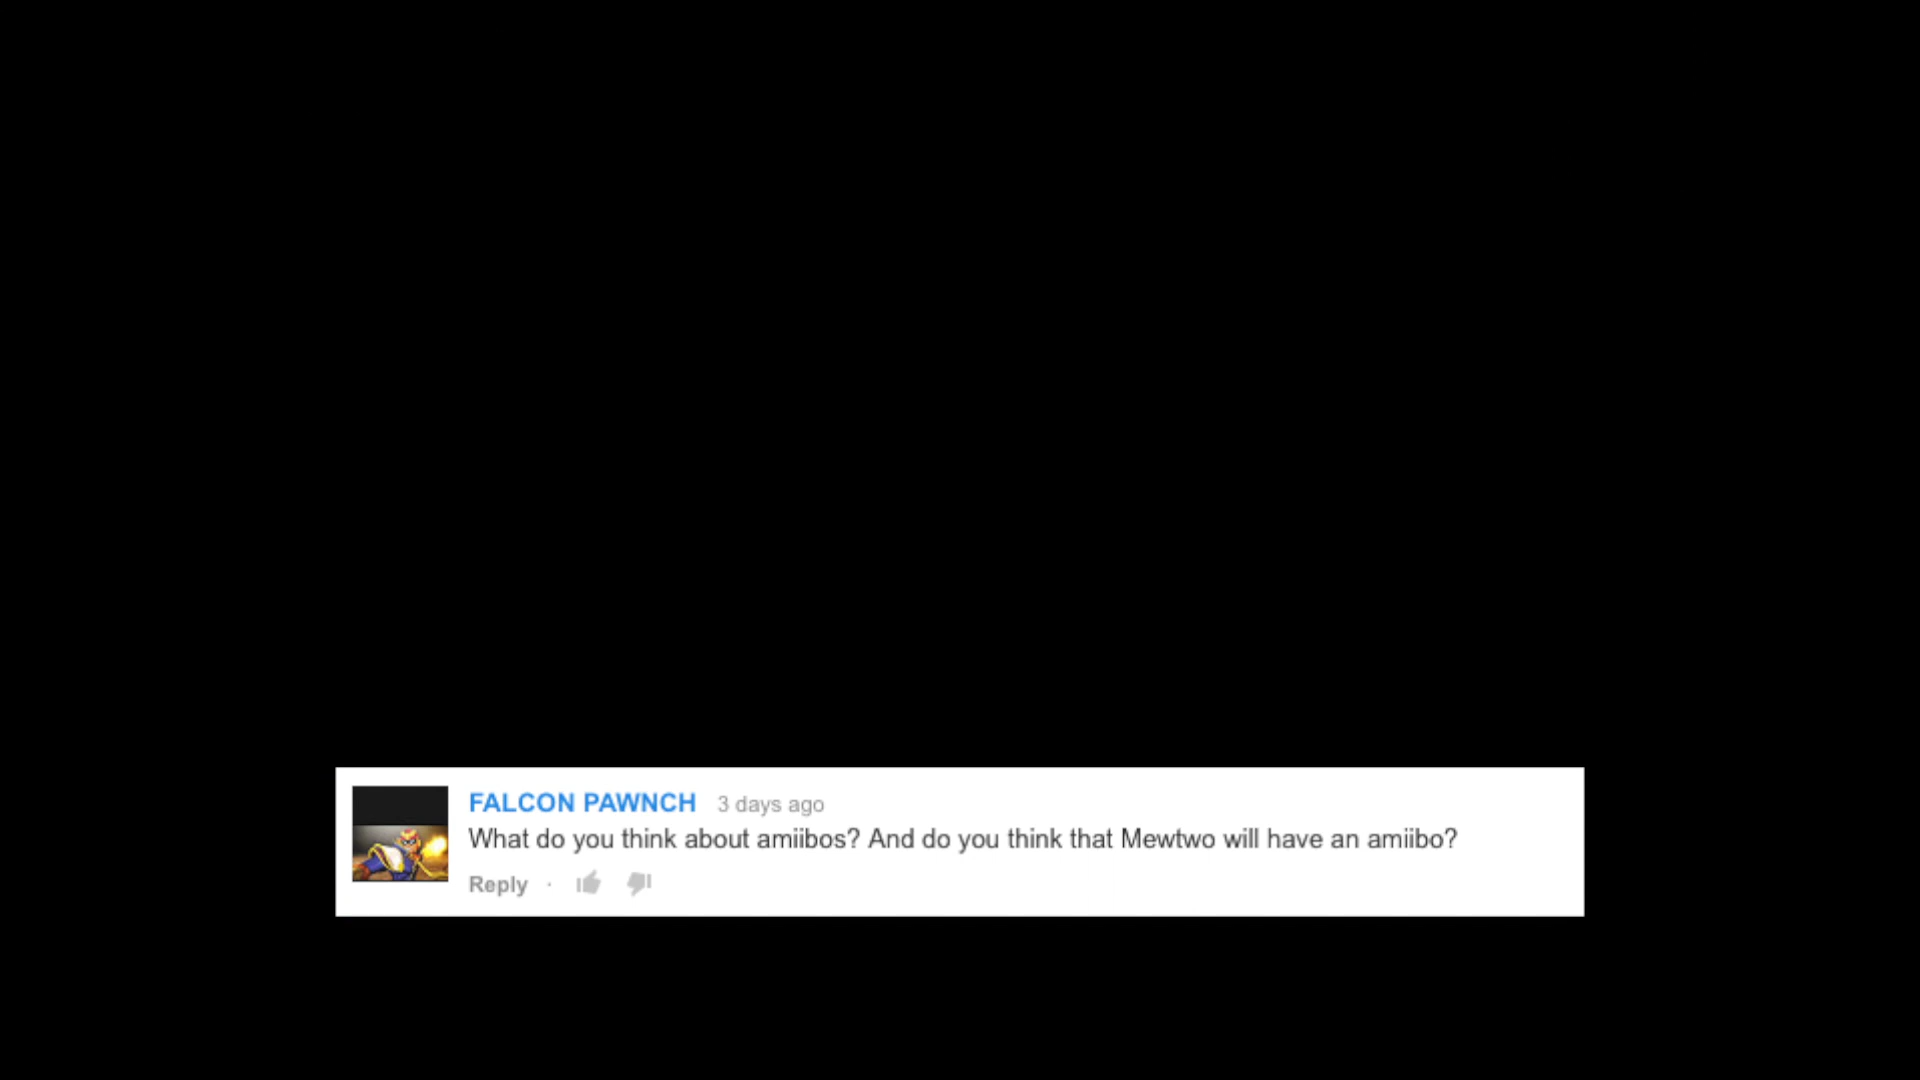 FALCON PAWNCH 3 days ago
What do you think about amiibos? And do you think that Mewtwo will have an amiibo?
Reply ·